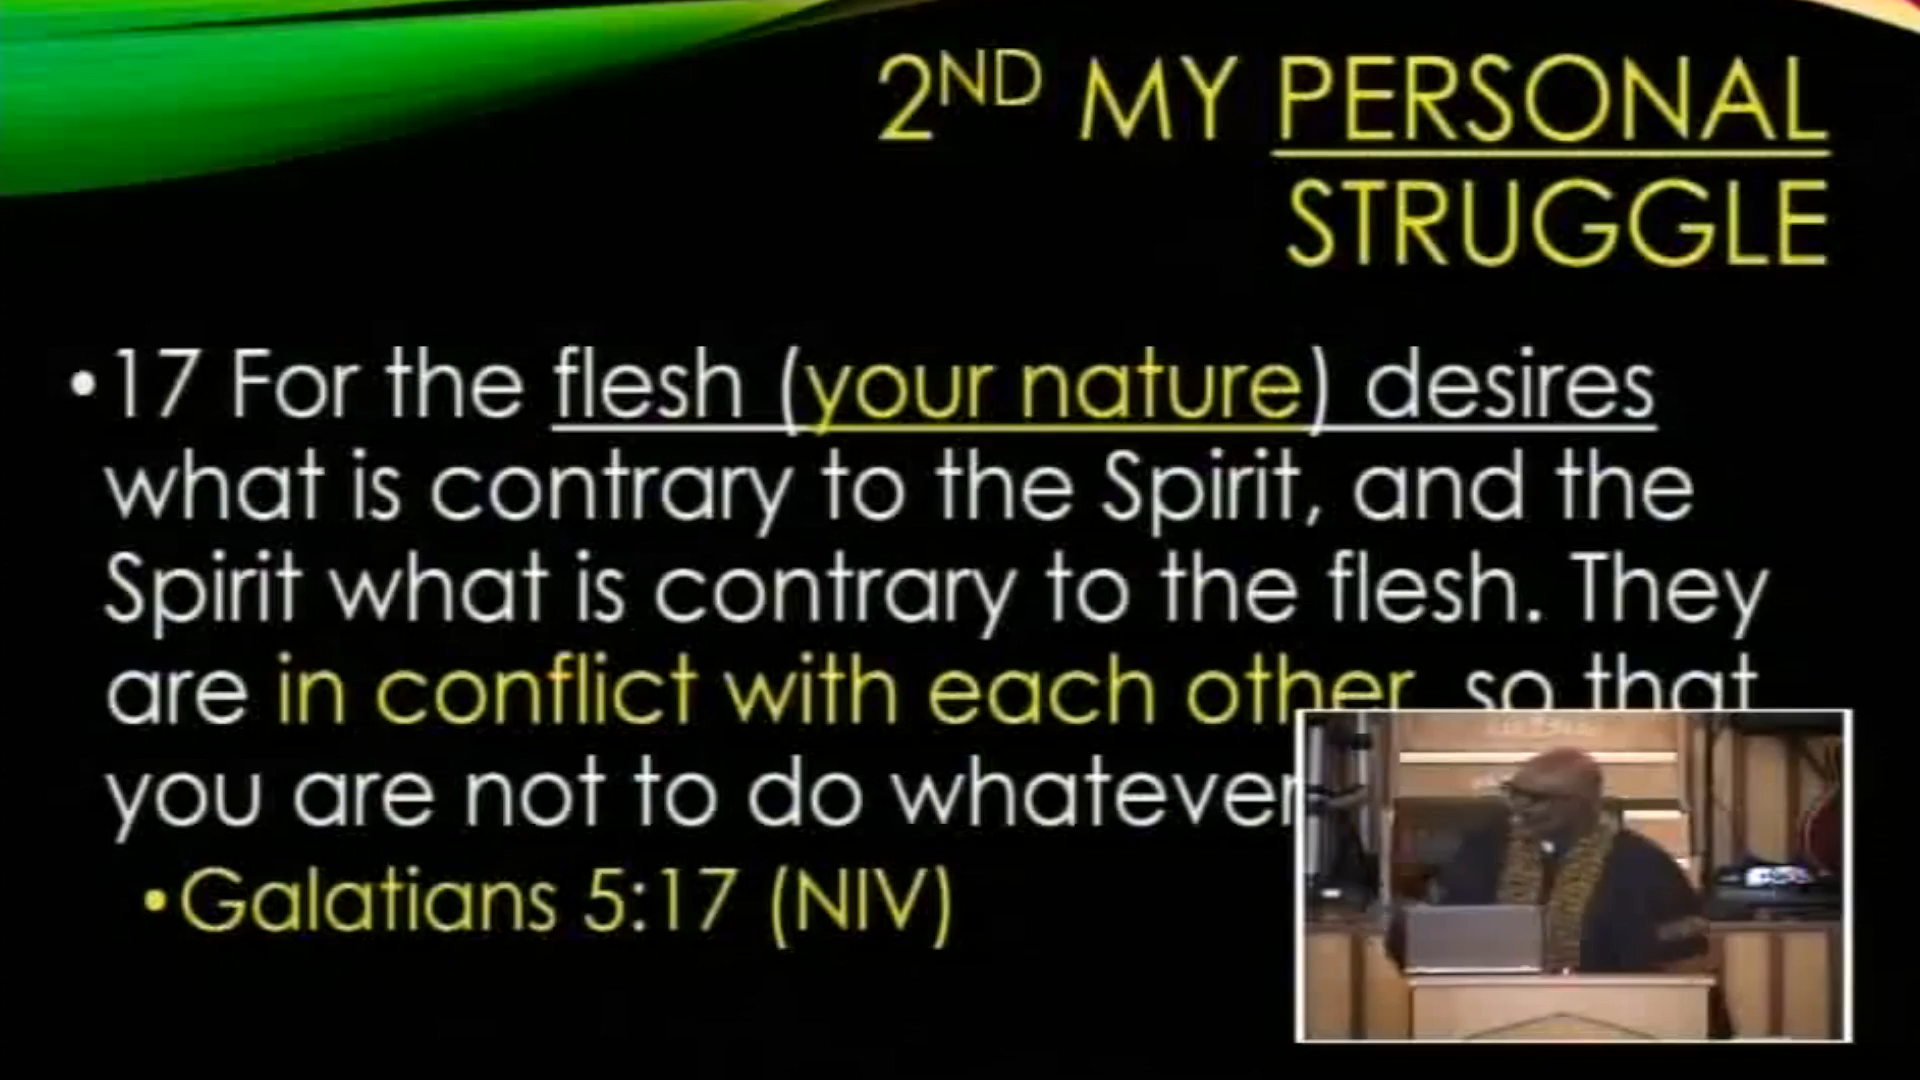 2ND MY PERSONAL
STRUGGLE
•17 For the flesh (your nature) desires
what is contrary to the Spirit, and the
Spirit what is contrary to the flesh. They
are in conflict with each other so that
you are not to do whatever
•Galatians 5:17 (NIV)